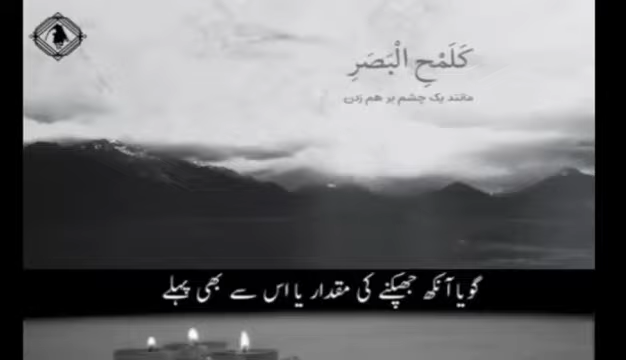 كَلَمْحِ الْبَصَرِ
مانند یک چشم بر هم زدن
گویا آنکھ جھپکنے کی مقدار یا اس سے بھی پہلے